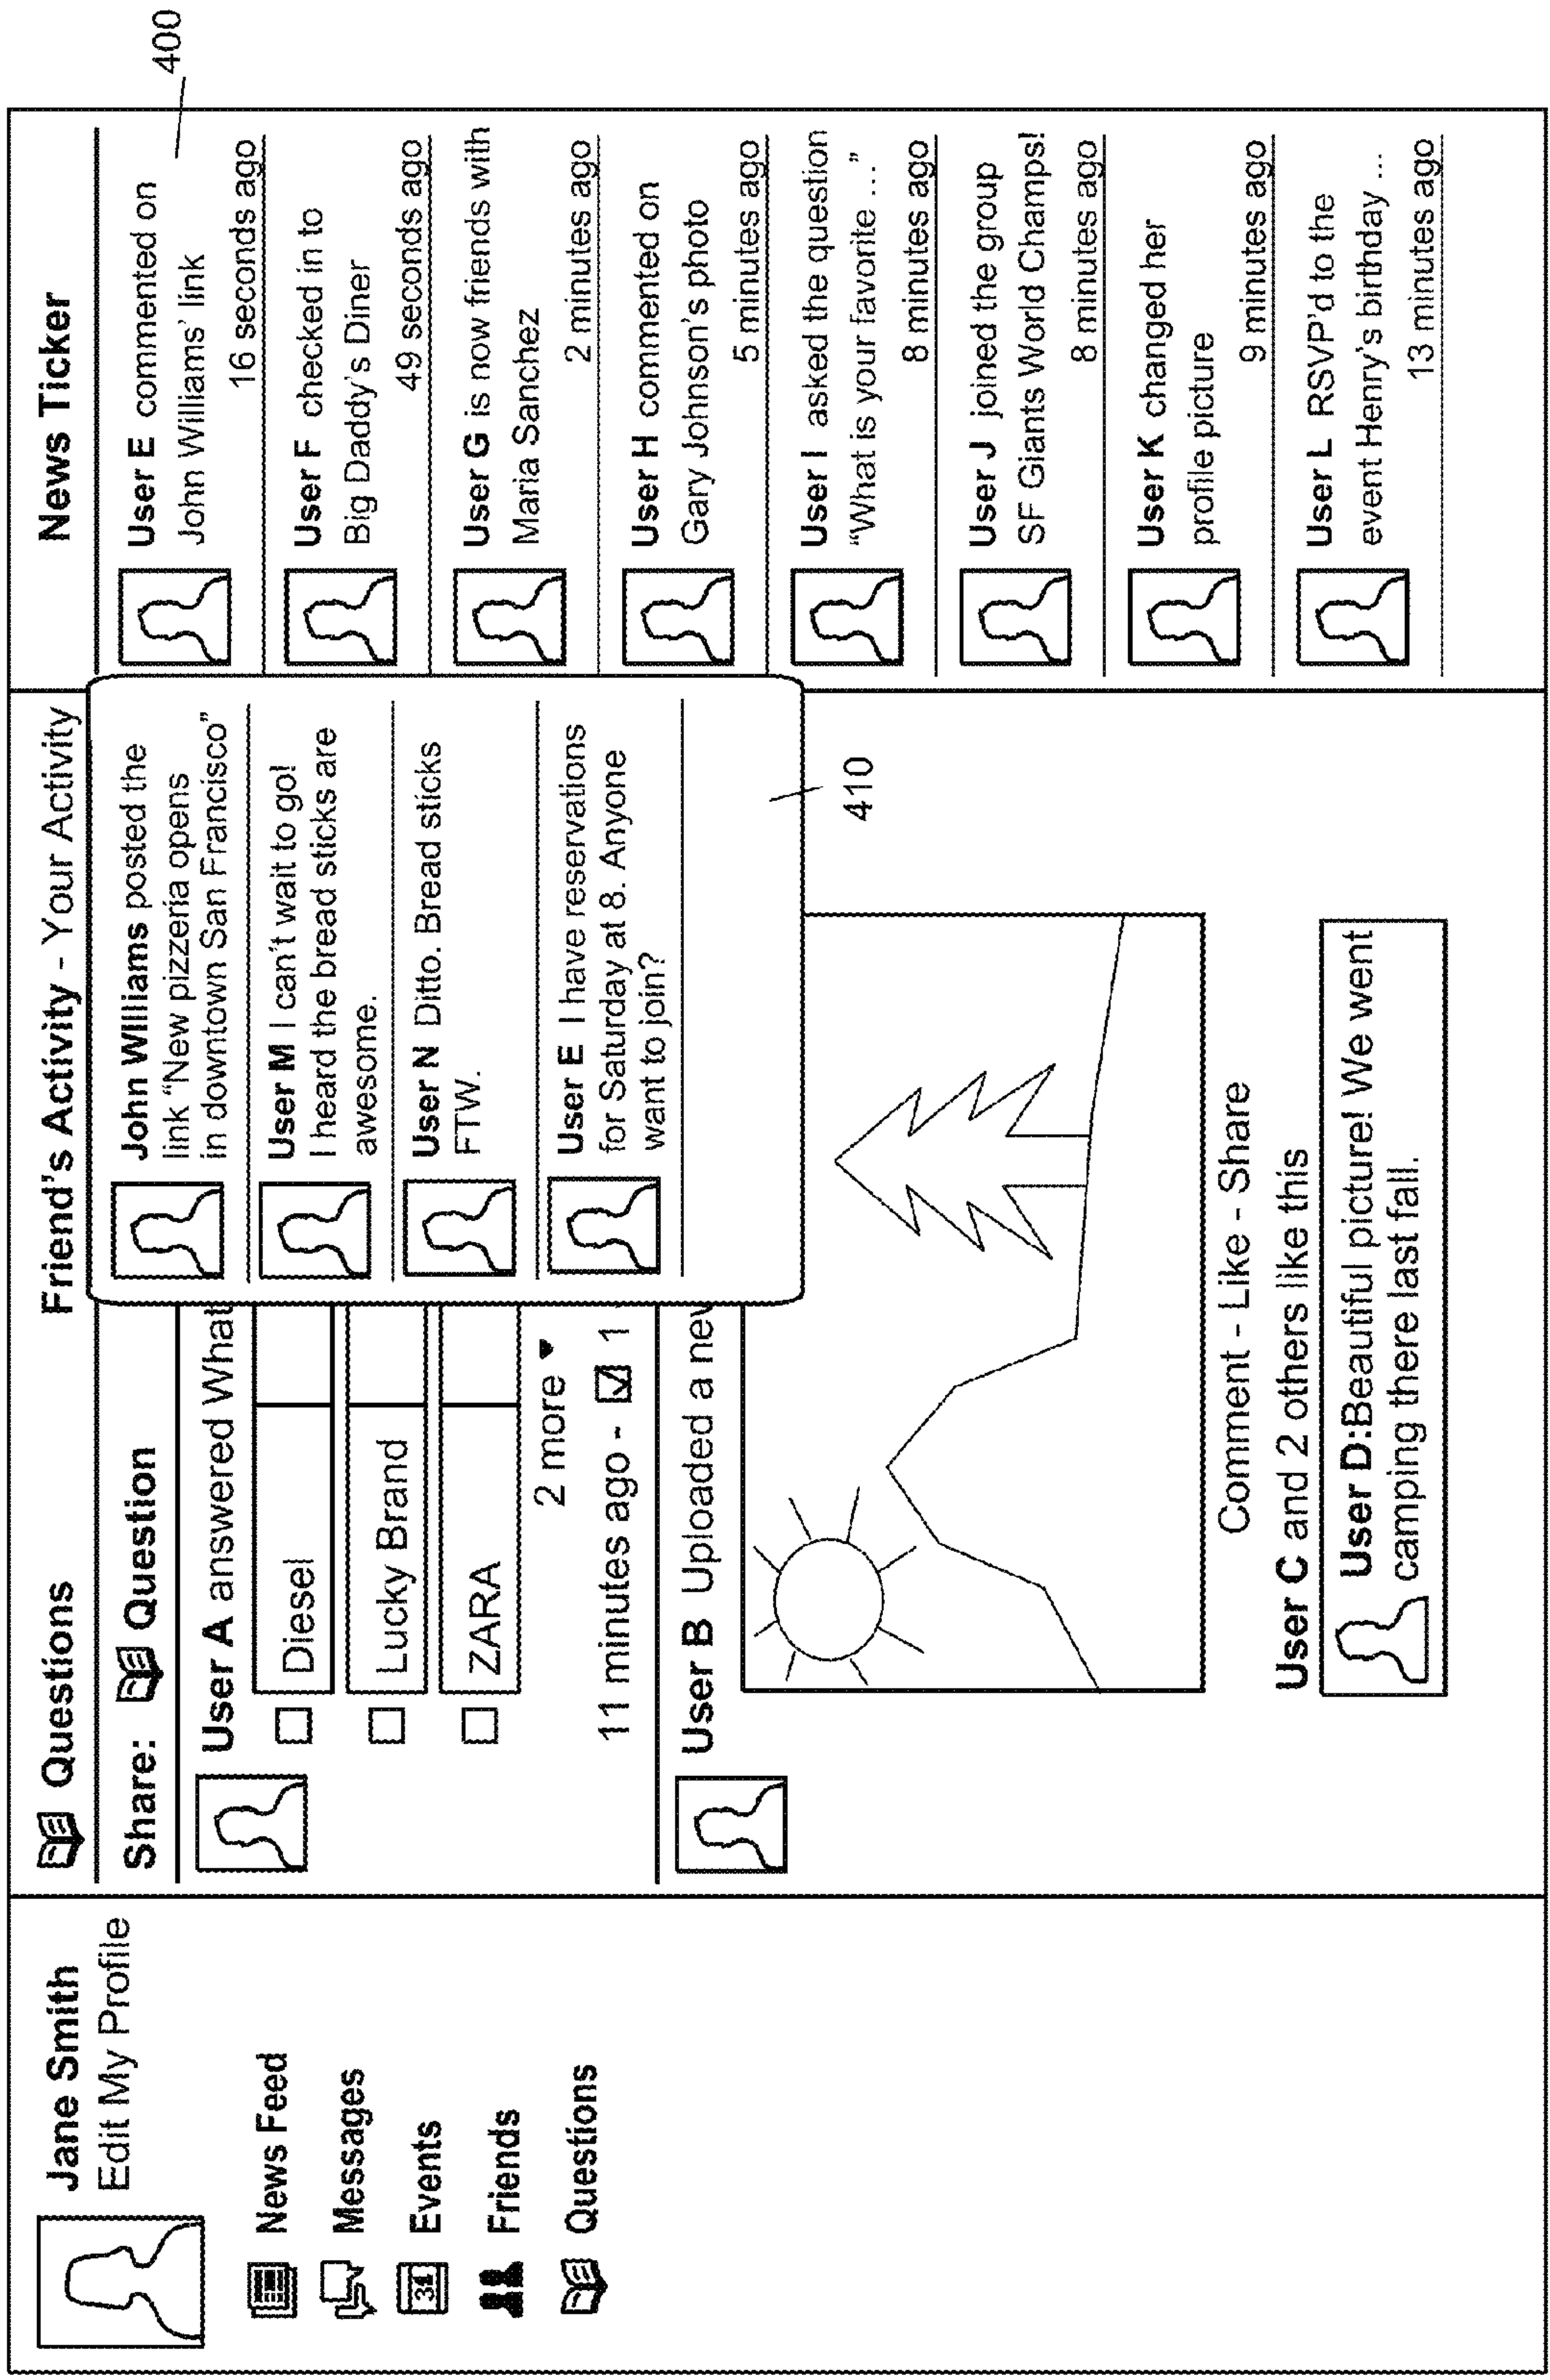 Jane Smith
Edit My Profile
News Feed
Messages
31
Events
Friends
Questions
Questions
Friend's Activity - Your Activity
Share: Question
User A answered What
Diesel
Lucky Brand
ZARA
2 more
11 minutes ago - 1
User B Uploaded a new
Comment - Like - Share
User C and 2 others like this
User D:Beautiful picture! We went
camping there last fall.
John Williams posted the
link “New pizzeria opens
in downtown San Francisco”
User M I can't wait to go!
I heard the bread sticks are
awesome.
User N Ditto. Bread sticks
FTW.
User E I have reservations
for Saturday at 8. Anyone
want to join?
410
News Ticker
User E commented on
John Williams' link
16 seconds ago
User F checked in to
Big Daddy's Diner
49 seconds ago
User G is now friends with
Maria Sanchez
2 minutes ago
User H commented on
Gary Johnson's photo
5 minutes ago
User I asked the question
“What is your favorite ...”
8 minutes ago
User J joined the group
SF Giants World Champs!
8 minutes ago
User K changed her
profile picture
9 minutes ago
User L RSVP'd to the
event Henry's birthday ...
13 minutes ago
400